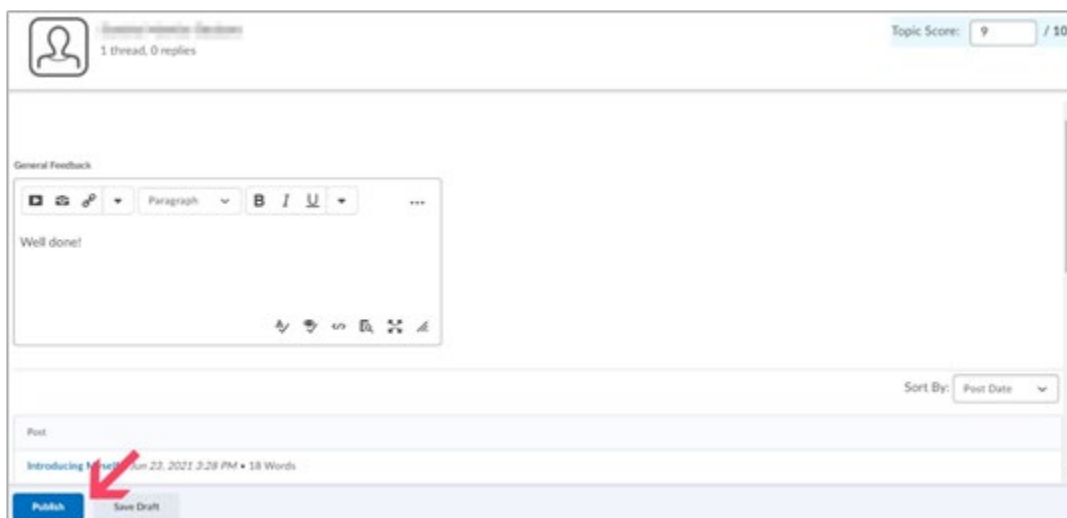 1 thread, 0 replies
Topic Score: 9 / 10
General Feedback
Paragraph B I U ...
Well done!
Sort By: Post Date
Post
Introducing Jun 23, 2021 3:28 PM • 18 Words
Publish Save Draft